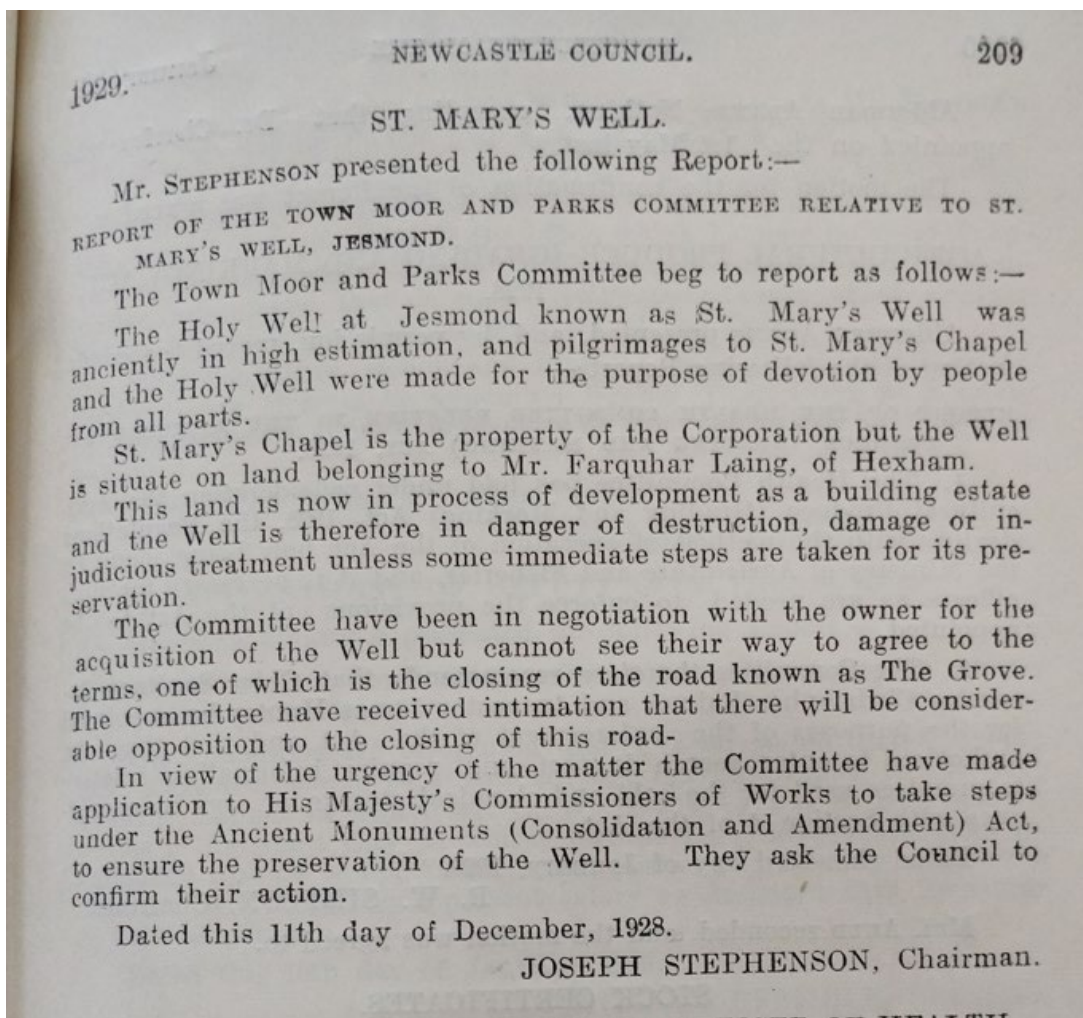 NEWCASTLE COUNCIL. 209
1929.
ST. MARY'S WELL.
Mr. STEPHENSON presented the following Report:—
REPORT OF THE TOWN MOOR AND PARKS COMMITTEE RELATIVE TO ST.
MARY'S WELL, JESMOND.
The Town Moor and Parks Committee beg to report as follows:—
The Holy Well at Jesmond known as St. Mary's Well was
anciently in high estimation, and pilgrimages to St. Mary's Chapel
and the Holy Well were made for the purpose of devotion by people
from all parts.
St. Mary's Chapel is the property of the Corporation but the Well
is situate on land belonging to Mr. Farquhar Laing, of Hexham.
This land is now in process of development as a building estate
and the Well is therefore in danger of destruction, damage or in-
judicious treatment unless some immediate steps are taken for its pre-
servation.
The Committee have been in negotiation with the owner for the
acquisition of the Well but cannot see their way to agree to the
terms, one of which is the closing of the road known as The Grove.
The Committee have received intimation that there will be consider-
able opposition to the closing of this road-
In view of the urgency of the matter the Committee have made
application to His Majesty's Commissioners of Works to take steps
under the Ancient Monuments (Consolidation and Amendment) Act,
to ensure the preservation of the Well. They ask the Council to
confirm their action.
Dated this 11th day of December, 1928.
JOSEPH STEPHENSON, Chairman.